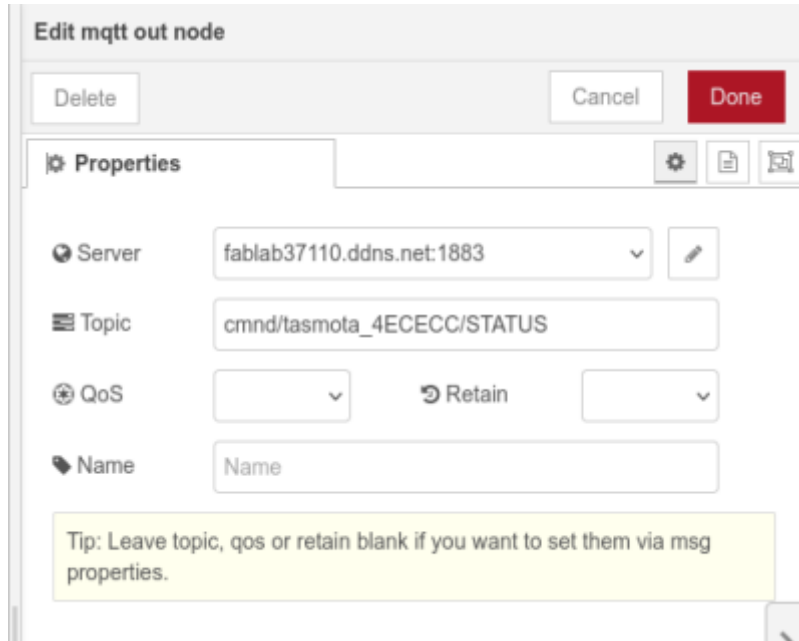 Edit mqtt out node
Delete
Cancel
Done
Properties
Server
fablab37110.ddns.net:1883
Topic
cmnd/tasmota_4ECECC/STATUS
QoS
Retain
Name
Name
Tip: Leave topic, qos or retain blank if you want to set them via msg
properties.